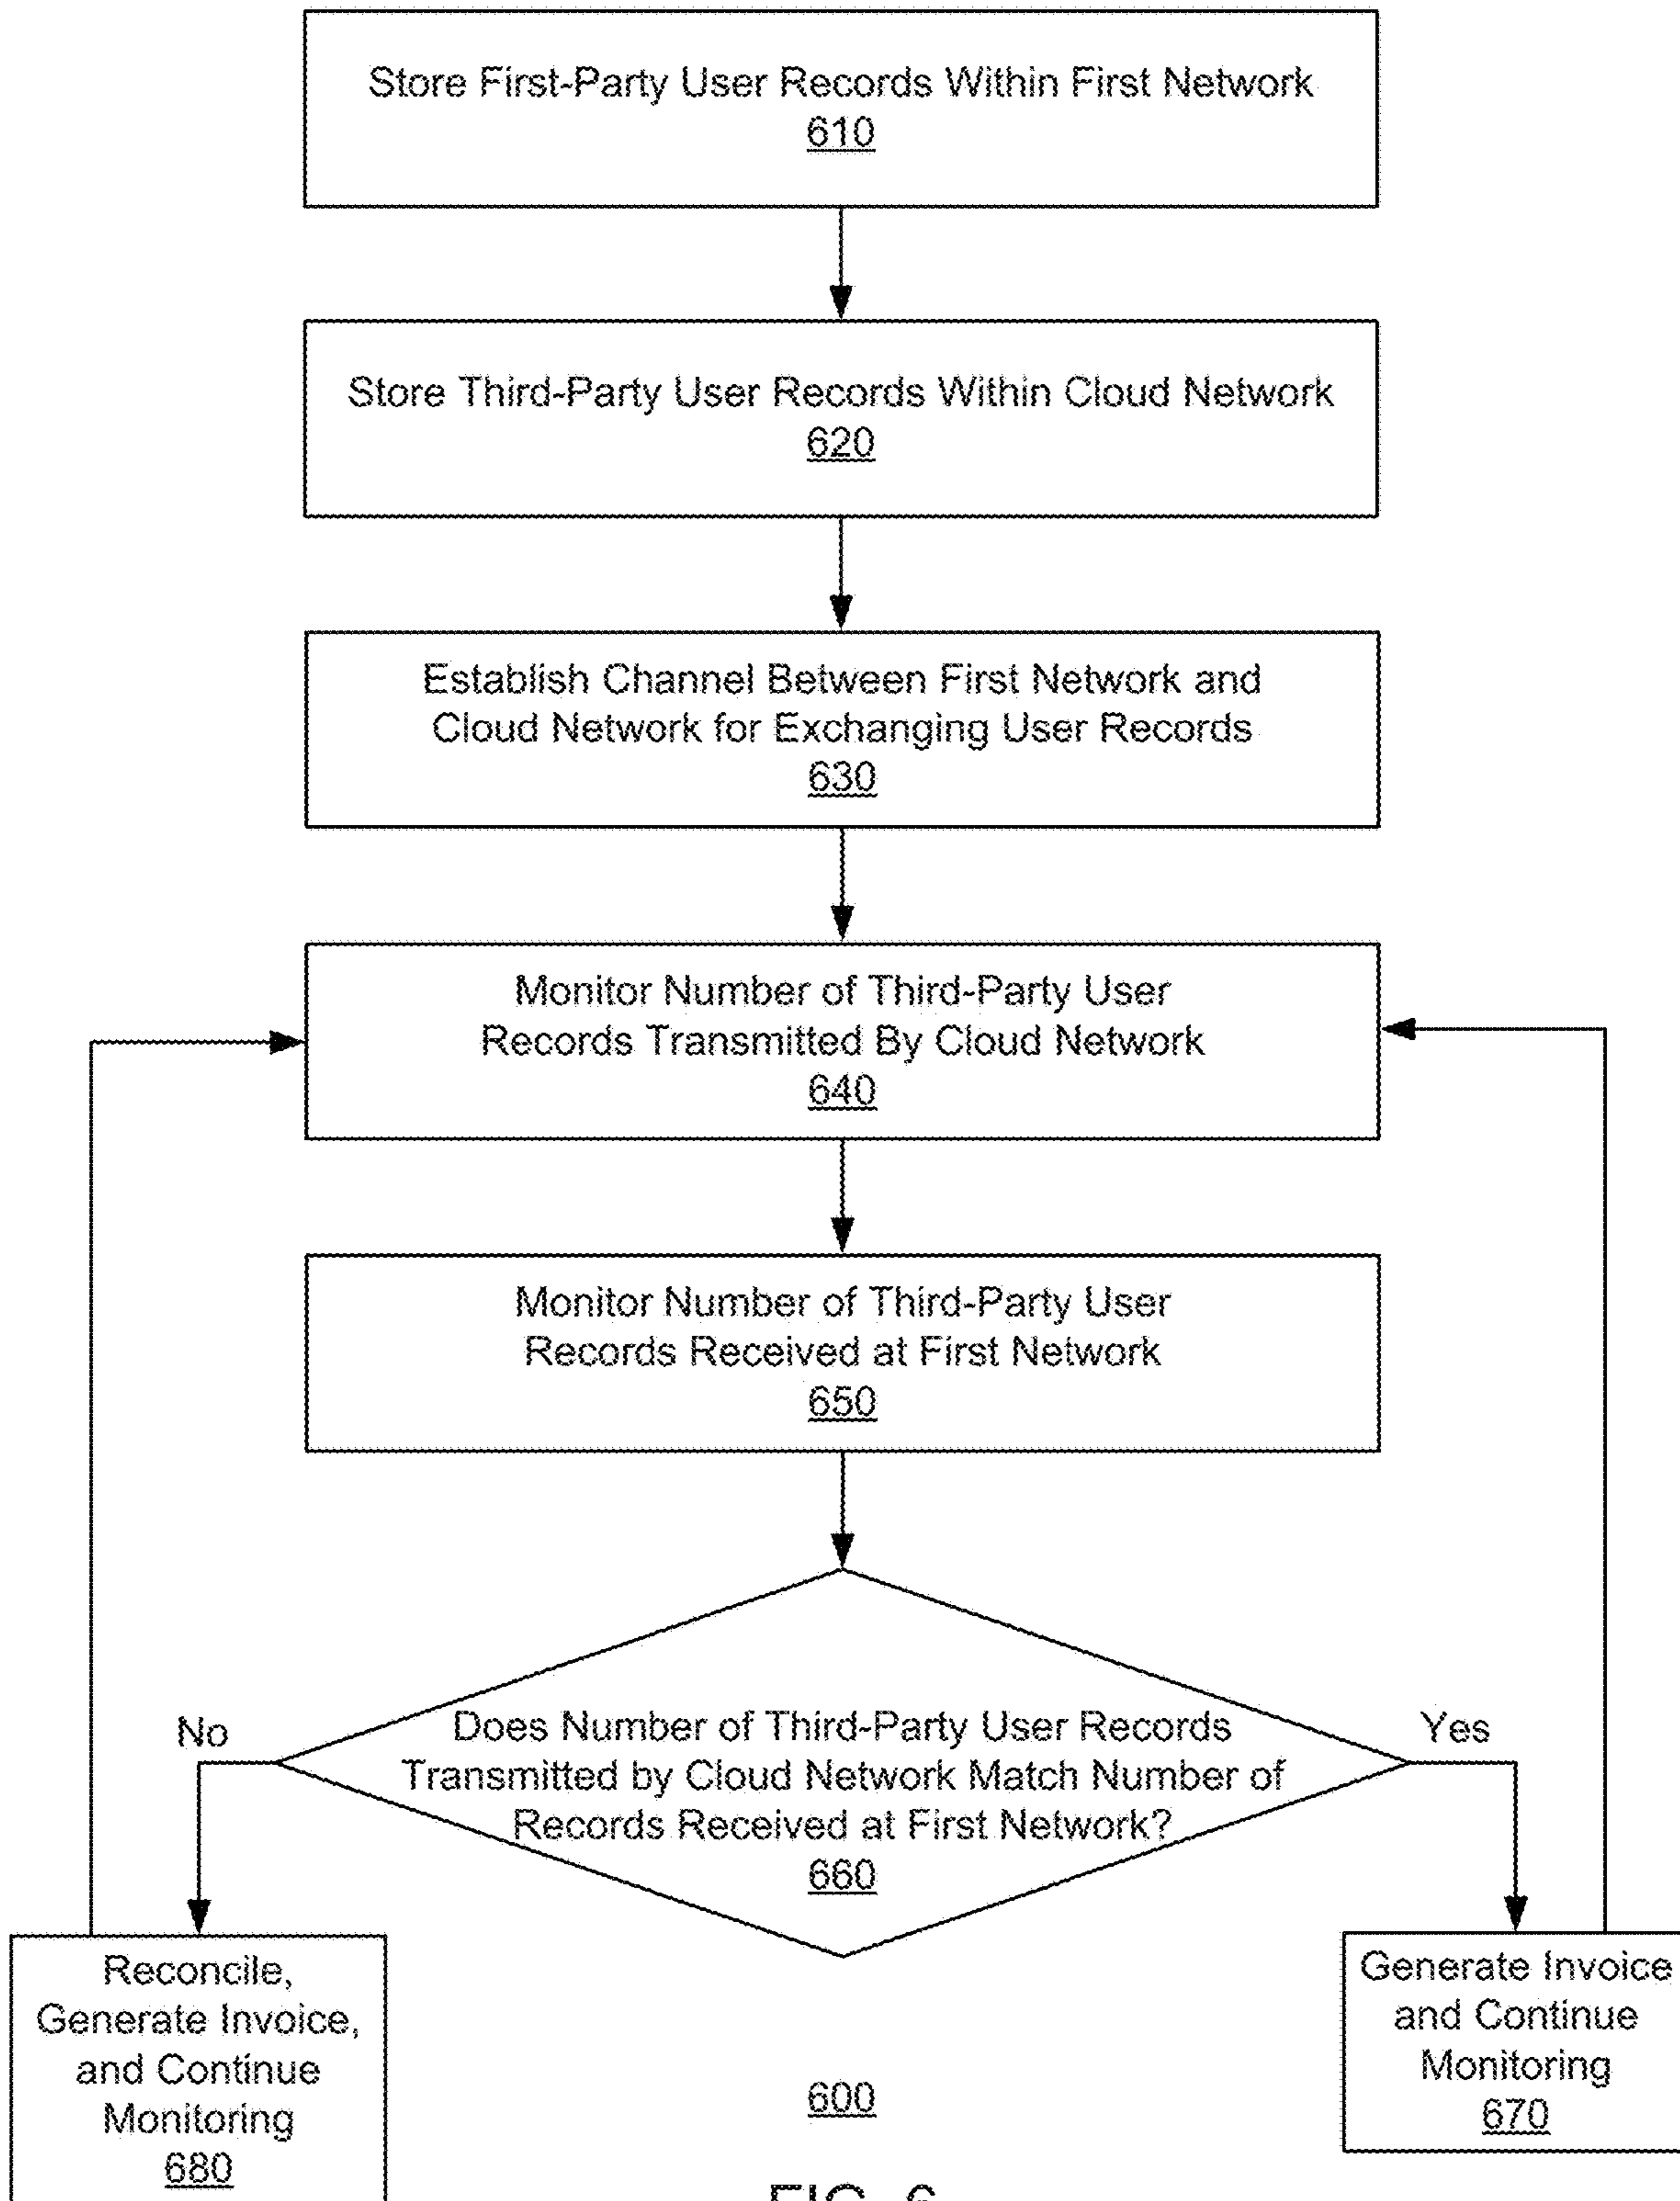 Store First-Party User Records Within First Network
610
Store Third-Party User Records Within Cloud Network
620
Establish Channel Between First Network and
Cloud Network for Exchanging User Records
630
Monitor Number of Third-Party User
Records Transmitted By Cloud Network
640
Monitor Number of Third-Party User
Records Received at First Network
650
Does Number of Third-Party User Records
Transmitted by Cloud Network Match Number of
Records Received at First Network?
660
No
Yes
Reconcile,
Generate Invoice,
and Continue
Monitoring
680
Generate Invoice
and Continue
Monitoring
670
600
FIG. 6